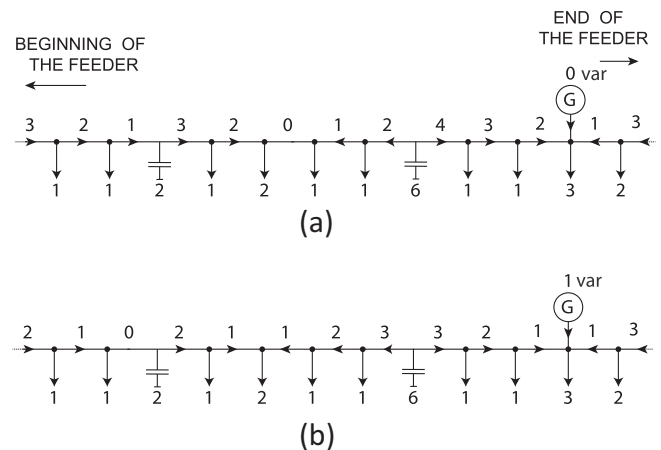 BEGINNING OF
THE FEEDER
END OF
THE FEEDER
0 var
G
3 2 1 3 2 0 1 2 4 3 2 1 3
1 1 2 1 2 1 1 6 1 1 3 2
(a)
1 var
G
2 1 0 2 1 1 2 3 3 2 1 1 3
1 1 2 1 2 1 1 6 1 1 3 2
(b)